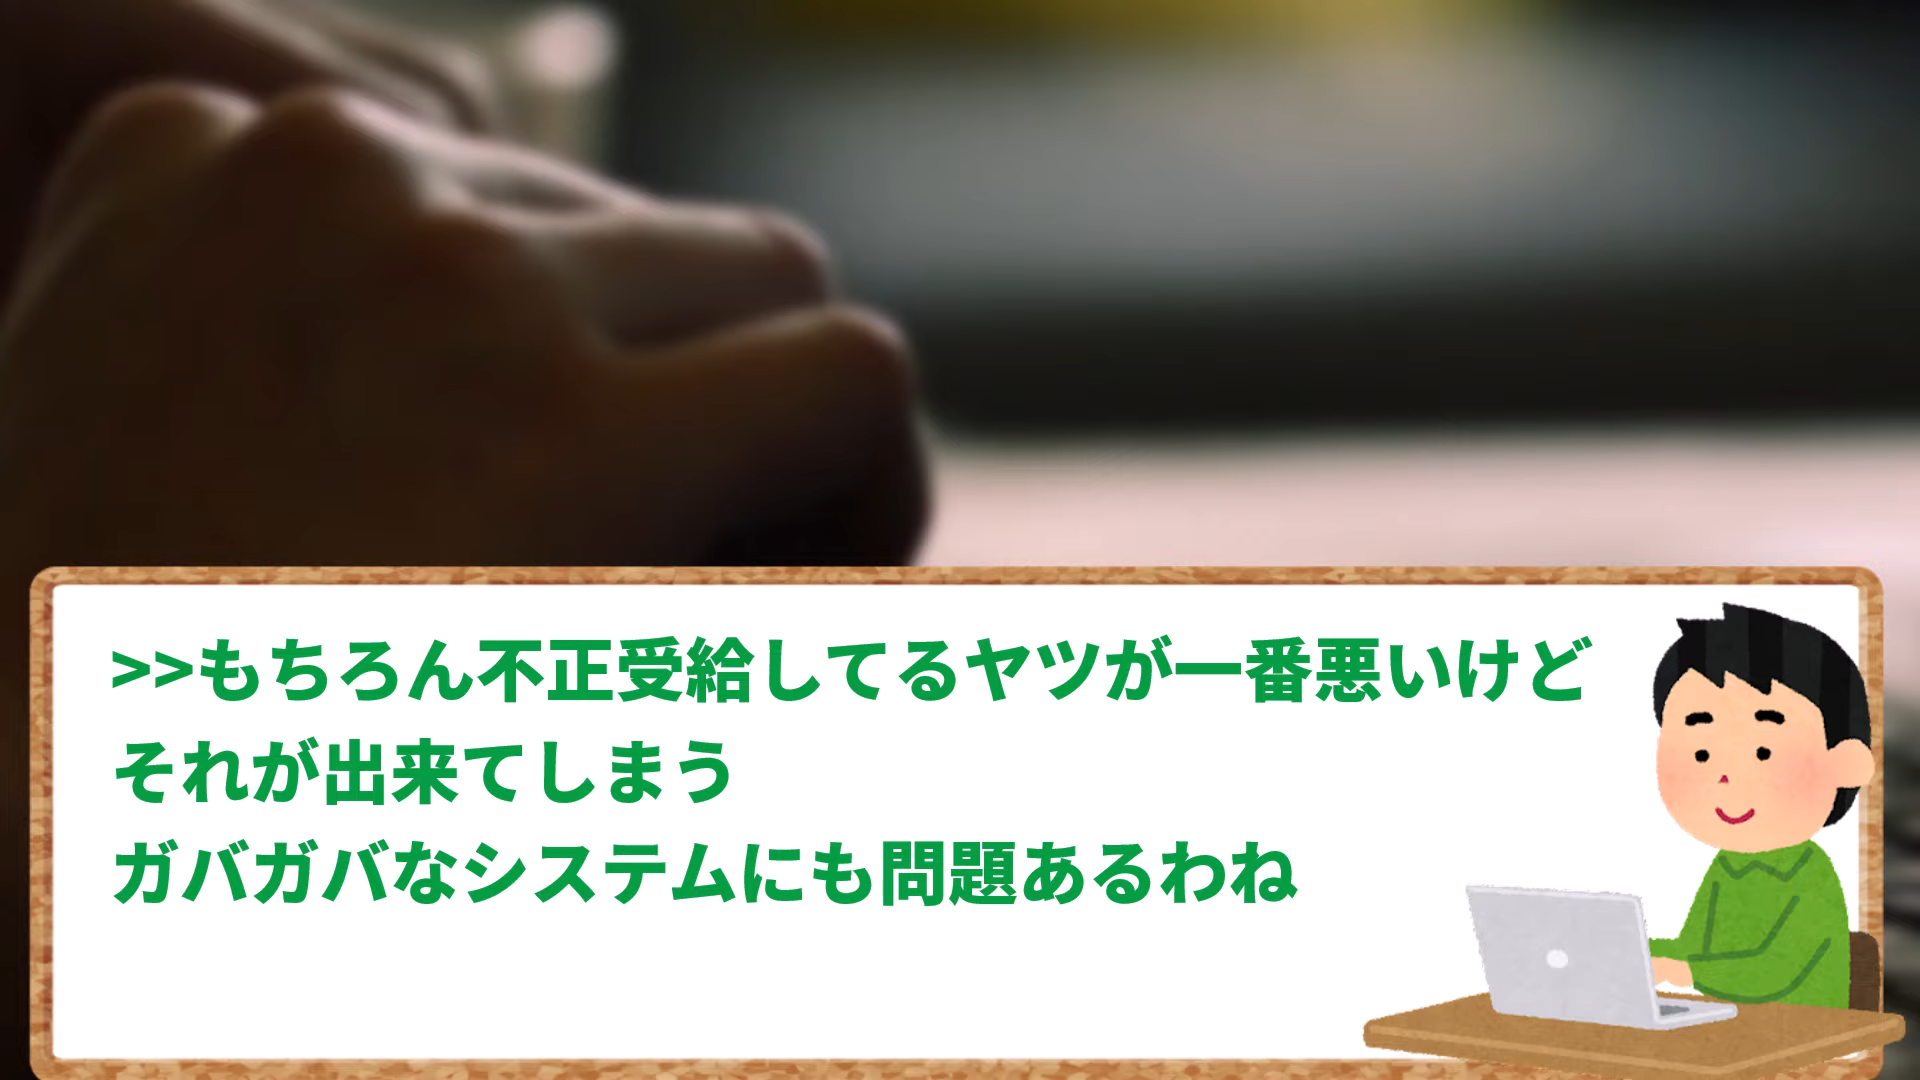 >>もちろん不正受給してるヤツが一番悪いけど
それが出来てしまう
ガバガバなシステムにも問題あるわね